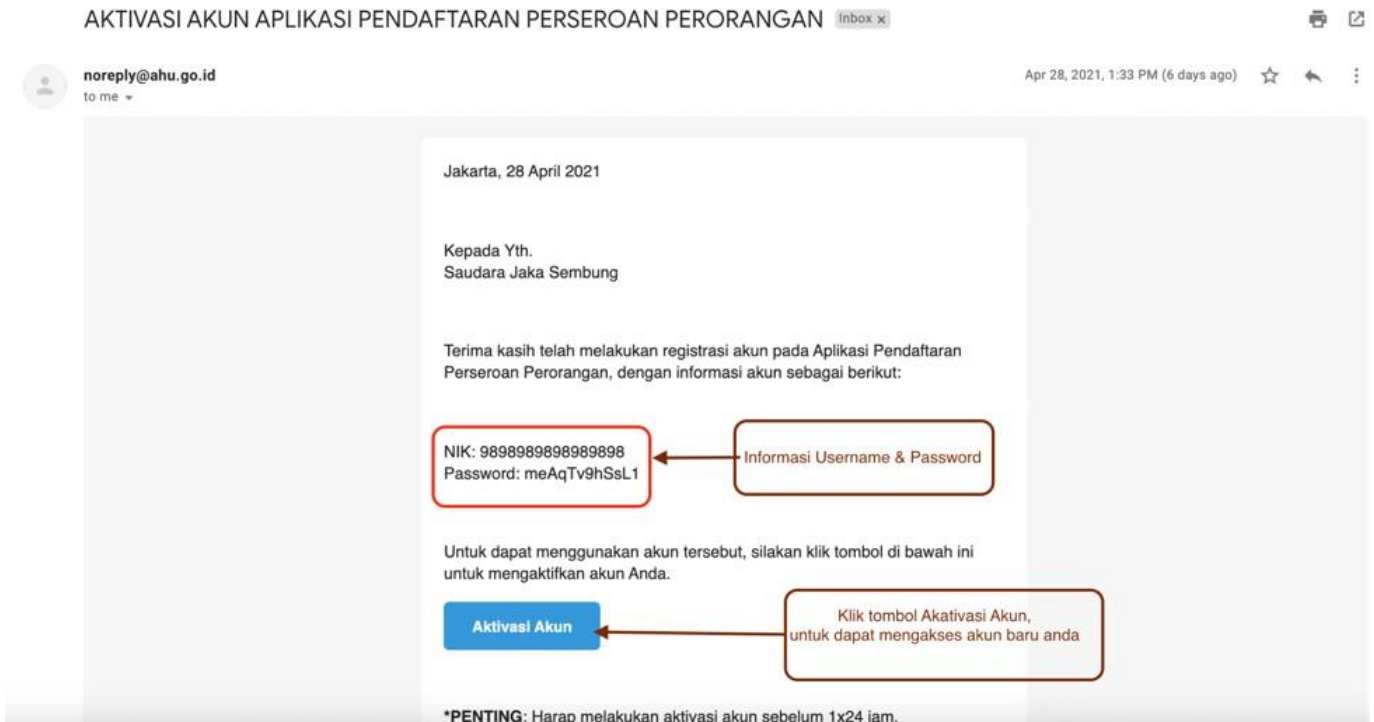 AKTIVASI AKUN APLIKASI PENDAFTARAN PERSEROAN PERORANGAN Inbox x
noreply@ahu.go.id
Apr 28, 2021, 1:33 PM (6 days ago)
to me
Jakarta, 28 April 2021
Kepada Yth.
Saudara Jaka Sembung
Terima kasih telah melakukan registrasi akun pada Aplikasi Pendaftaran
Perseroan Perorangan, dengan informasi akun sebagai berikut:
NIK: 9898989898989898
Password: meAqTv9hSsL1
Informasi Username & Password
Untuk dapat menggunakan akun tersebut, silakan klik tombol di bawah ini
untuk mengaktifkan akun Anda.
Aktivasi Akun
Klik tombol Akativasi Akun,
untuk dapat mengakses akun baru anda
*PENTING: Harap melakukan aktivasi akun sebelum 1x24 jam.